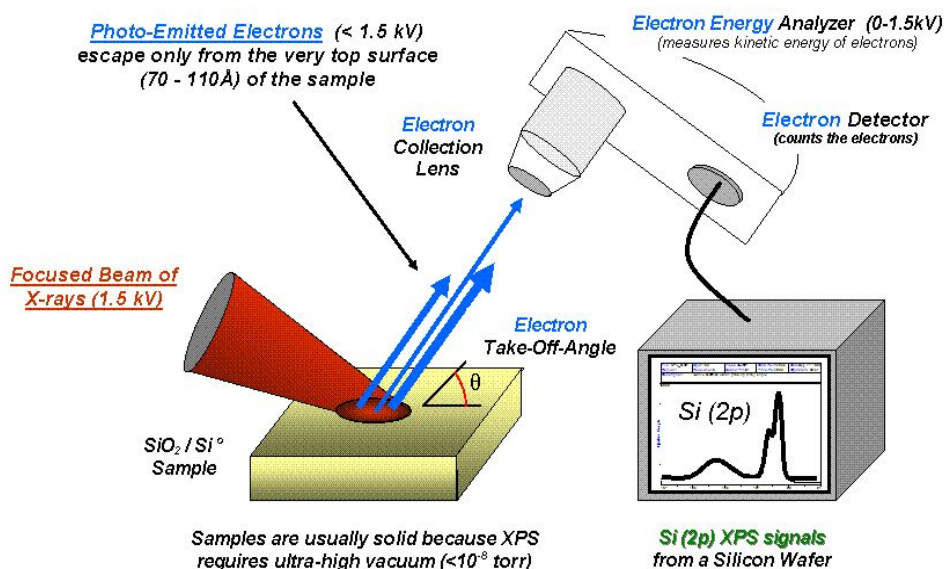 Photo-Emitted Electrons (< 1.5 kV)
escape only from the very top surface
(70 - 110Å) of the sample
Electron Energy Analyzer (0-1.5kV)
(measures kinetic energy of electrons)
Electron
Collection
Lens
Electron Detector
(counts the electrons)
Focused Beam of
X-rays (1.5 kV)
Electron
Take-Off-Angle
θ
SiO₂ / Si°
Sample
Si (2p)
Samples are usually solid because XPS
requires ultra-high vacuum (<10⁻⁸ torr)
Si (2p) XPS signals
from a Silicon Wafer